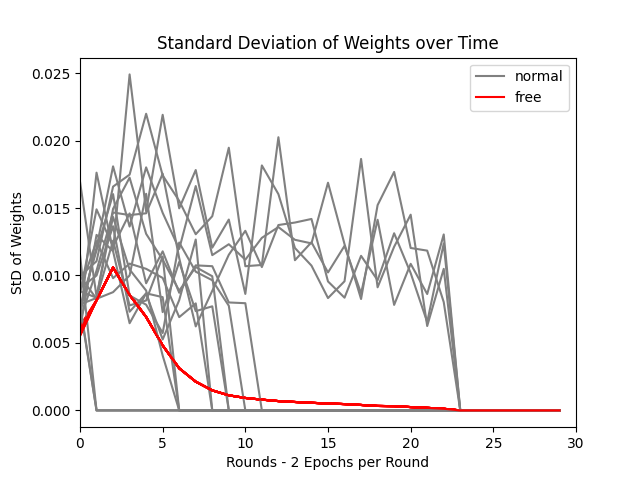 Standard Deviation of Weights over Time
0.025
0.020
0.015
0.010
0.005
0.000
StD of Weights
normal
free
0 5 10 15 20 25 30
Rounds - 2 Epochs per Round